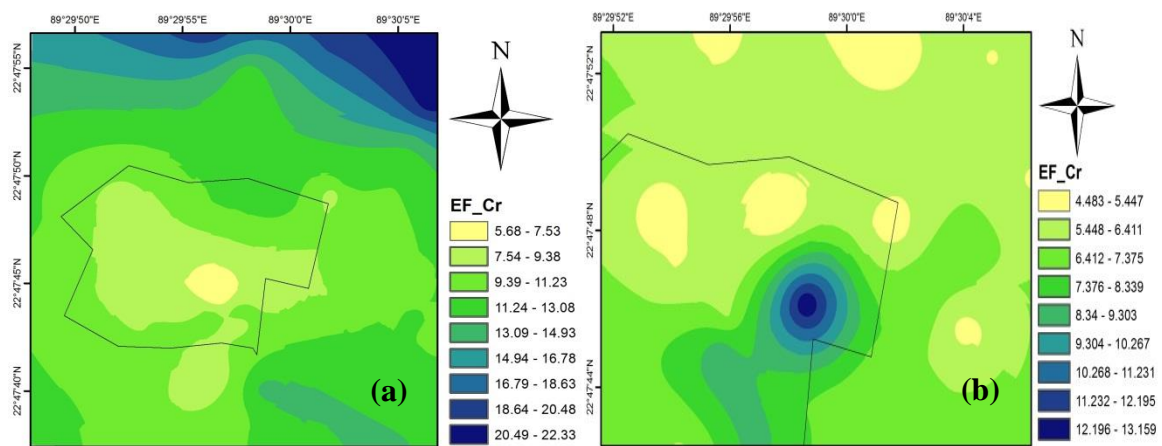 89°29'50"E 89°29'55"E 89°30'0"E 89°30'5"E
22°47'55"N
22°47'50"N
22°47'45"N
22°47'40"N
N
EF_Cr
5.68 - 7.53
7.54 - 9.38
9.39 - 11.23
11.24 - 13.08
13.09 - 14.93
14.94 - 16.78
16.79 - 18.63
18.64 - 20.48
20.49 - 22.33
(a)
89°29'52"E 89°29'56"E 89°30'0"E 89°30'4"E
22°47'52"N
22°47'48"N
22°47'44"N
N
EF_Cr
4.483 - 5.447
5.448 - 6.411
6.412 - 7.375
7.376 - 8.339
8.34 - 9.303
9.304 - 10.267
10.268 - 11.231
11.232 - 12.195
12.196 - 13.159
(b)